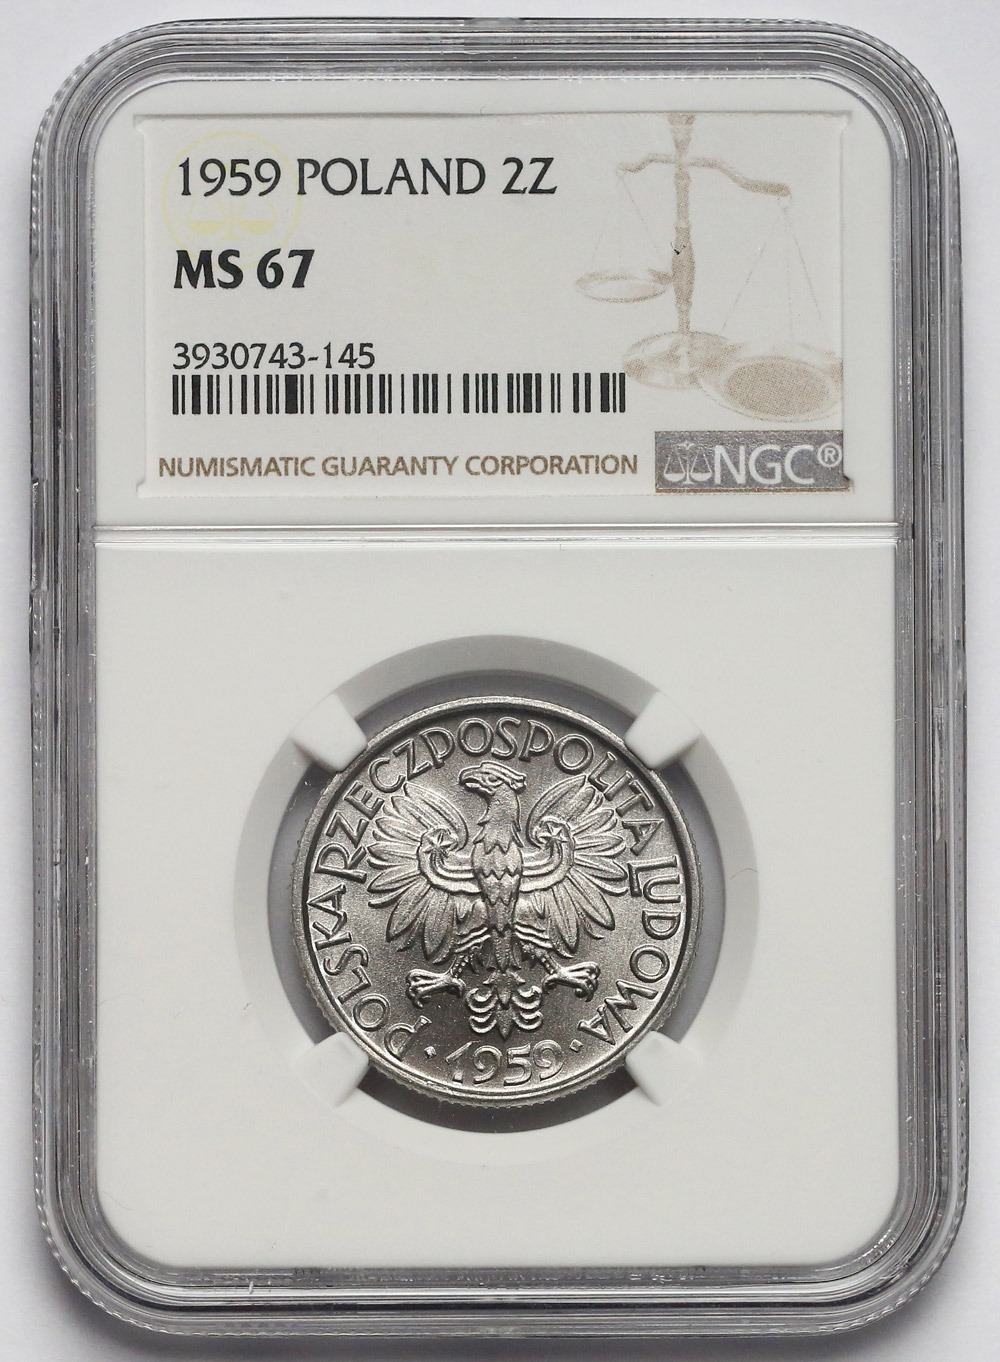 1959 POLAND 2Z
MS 67
3930743-145
NUMISMATIC GUARANTY CORPORATION
NGC®
POLSKA RZECZPOSPOLITA LUDOWA
· 1959 ·